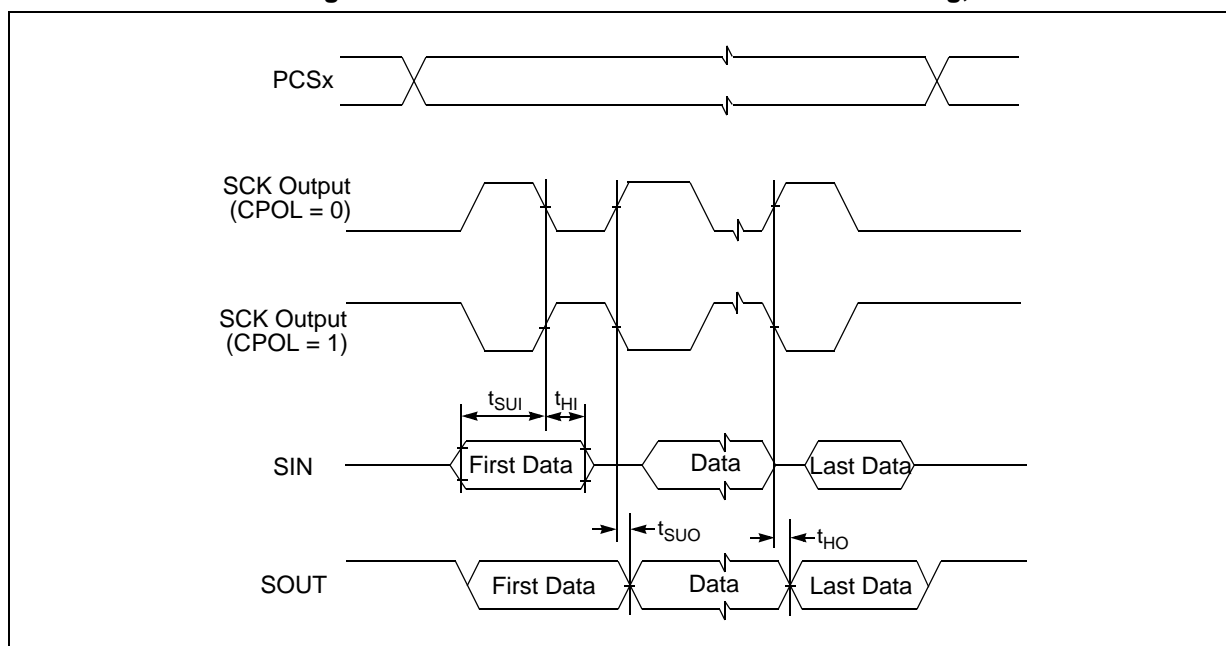 PCSx
SCK Output
(CPOL = 0)
SCK Output
(CPOL = 1)
tSUI
tHI
SIN
First Data
Data
Last Data
tSUO
tHO
SOUT
First Data
Data
Last Data